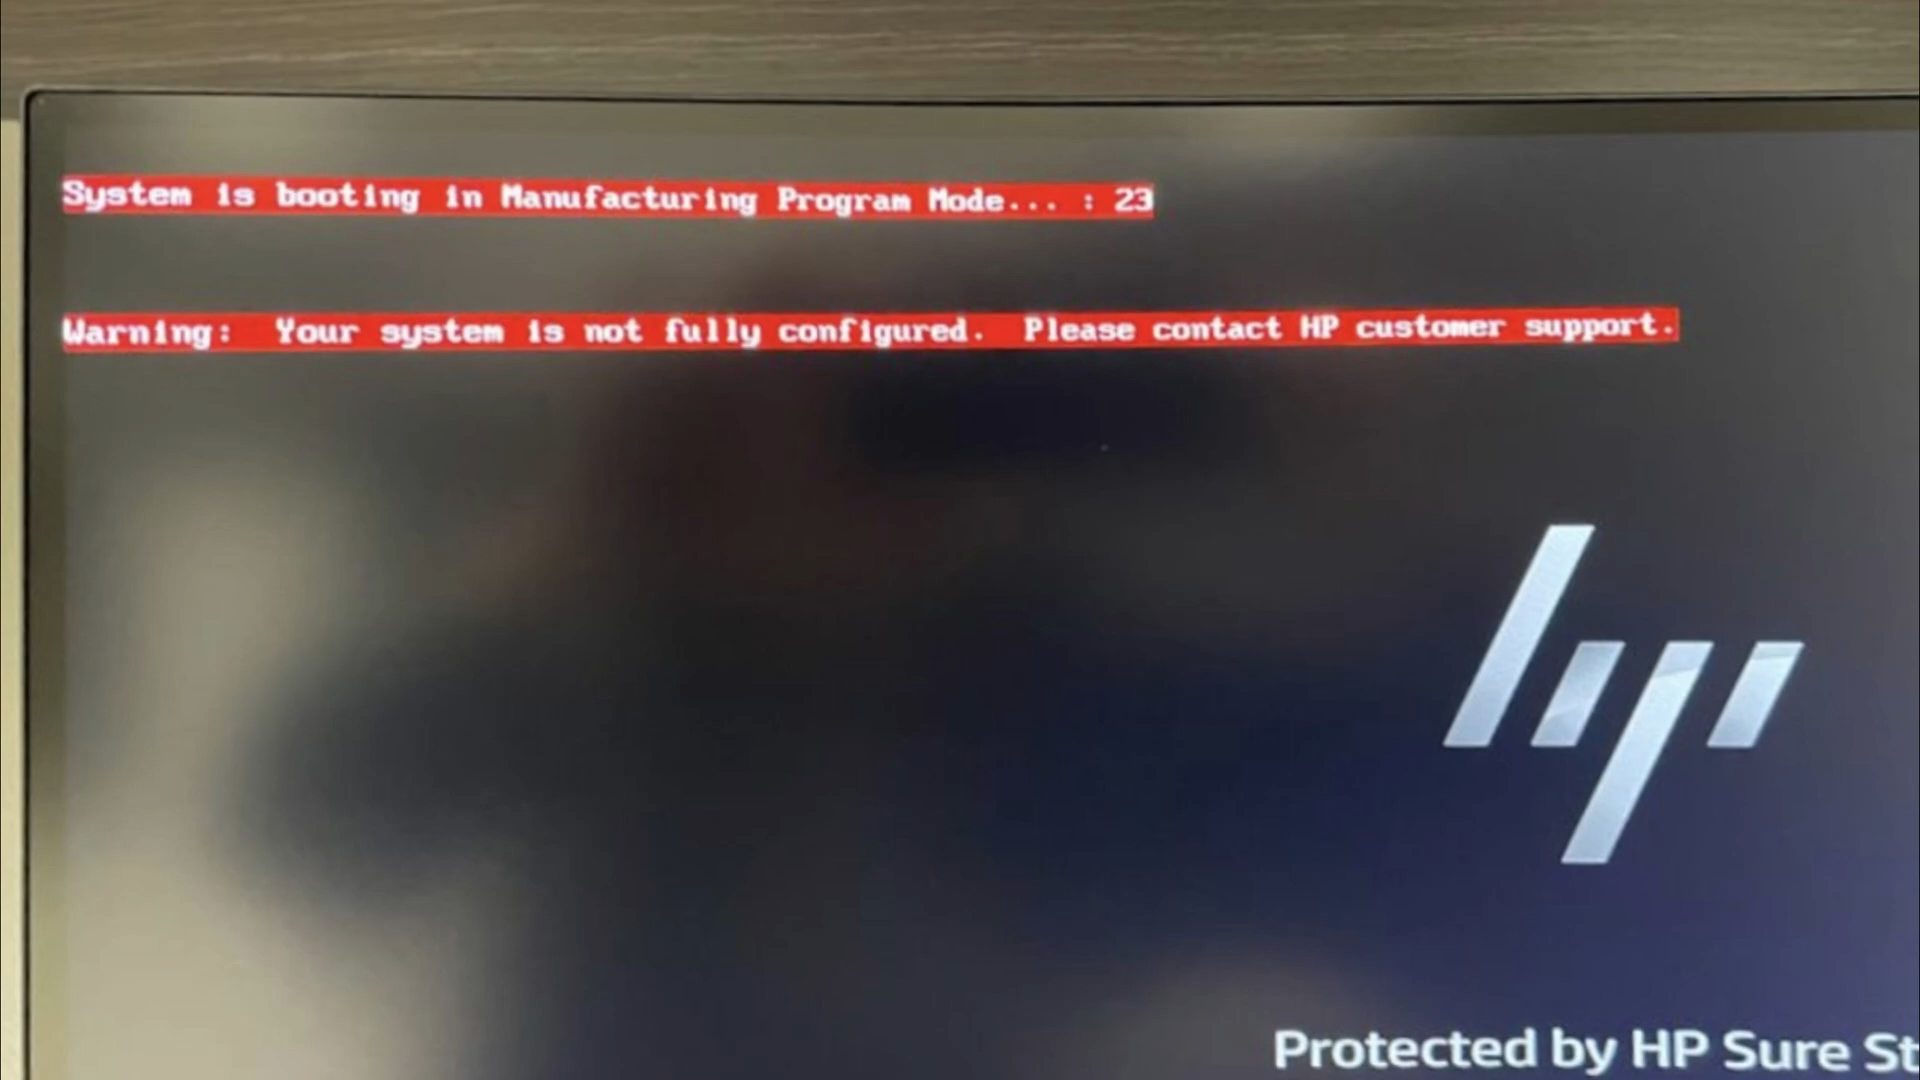 System is booting in Manufacturing Program Mode... : 23
Warning:  Your system is not fully configured.  Please contact HP customer support.
hp
Protected by HP Sure St